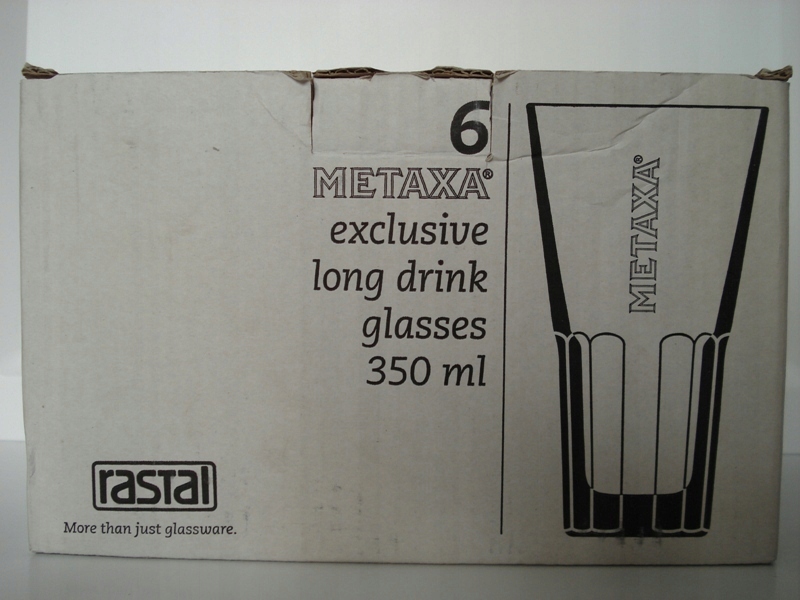 6
METAXA®
exclusive
long drink
glasses
350 ml
METAXA®
rastal
More than just glassware.